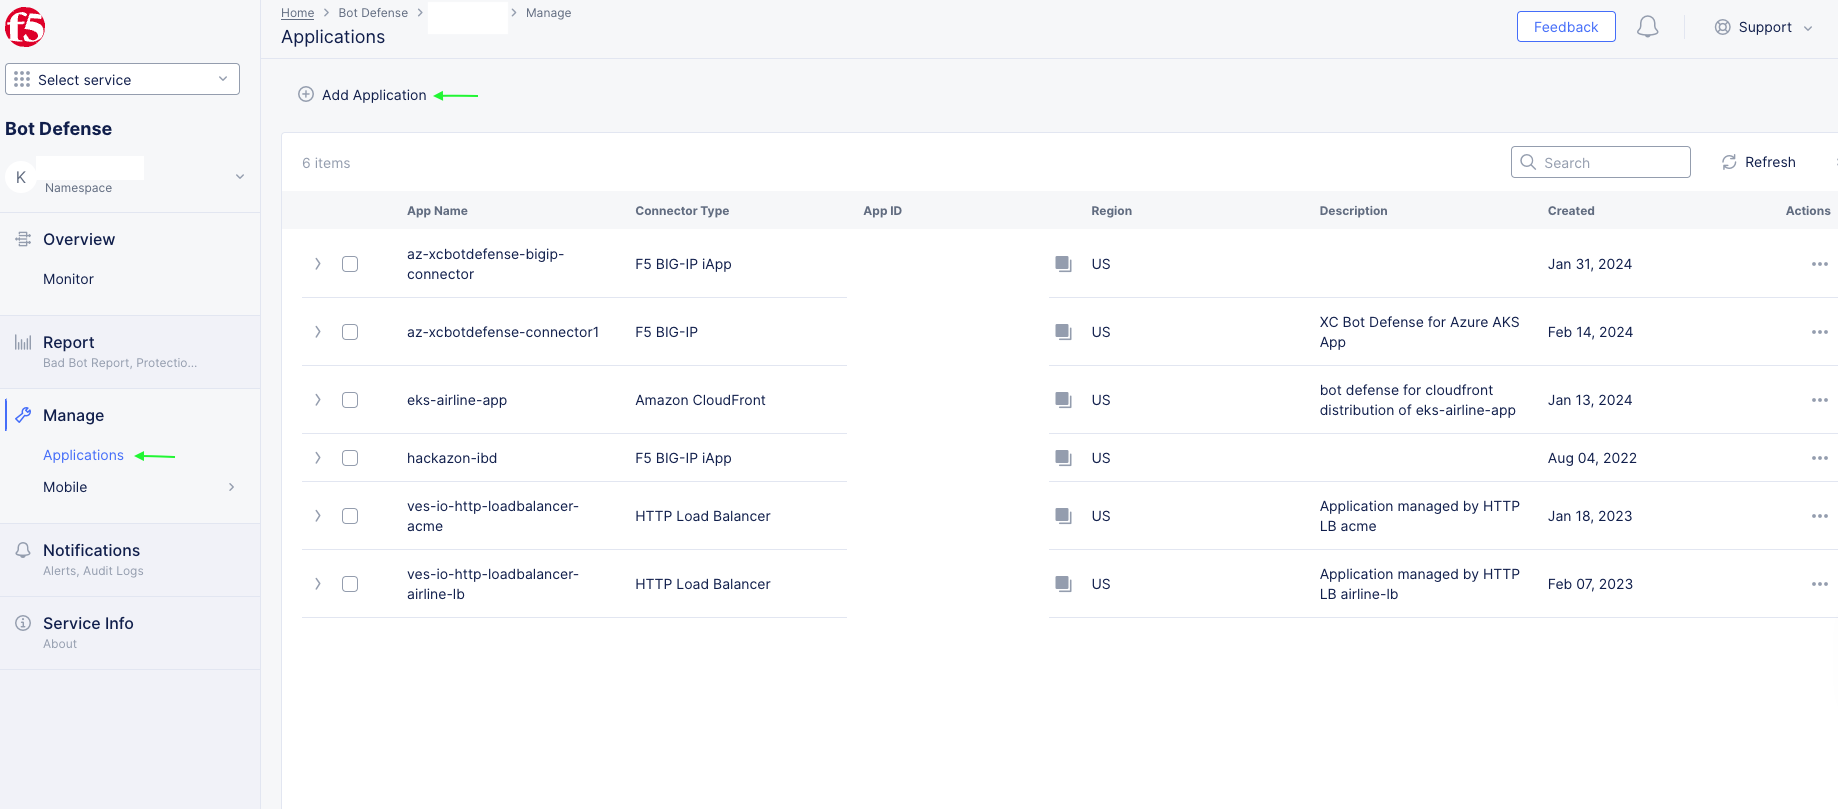 f5
Home > Bot Defense > > Manage
Applications
Feedback
Support
Select service
Bot Defense
K
Namespace
Overview
Monitor
Report
Bad Bot Report, Protectio...
Manage
Applications
Mobile
Notifications
Alerts, Audit Logs
Service Info
About
Add Application
6 items
Search
Refresh
App Name Connector Type App ID Region Description Created Actions
az-xcbotdefense-bigip-
connector
F5 BIG-IP iApp US Jan 31, 2024
az-xcbotdefense-connector1 F5 BIG-IP US
XC Bot Defense for Azure AKS
App
Feb 14, 2024
eks-airline-app Amazon CloudFront US
bot defense for cloudfront
distribution of eks-airline-app
Jan 13, 2024
hackazon-ibd F5 BIG-IP iApp US Aug 04, 2022
ves-io-http-loadbalancer-
acme
HTTP Load Balancer US
Application managed by HTTP
LB acme
Jan 18, 2023
ves-io-http-loadbalancer-
airline-lb
HTTP Load Balancer US
Application managed by HTTP
LB airline-lb
Feb 07, 2023